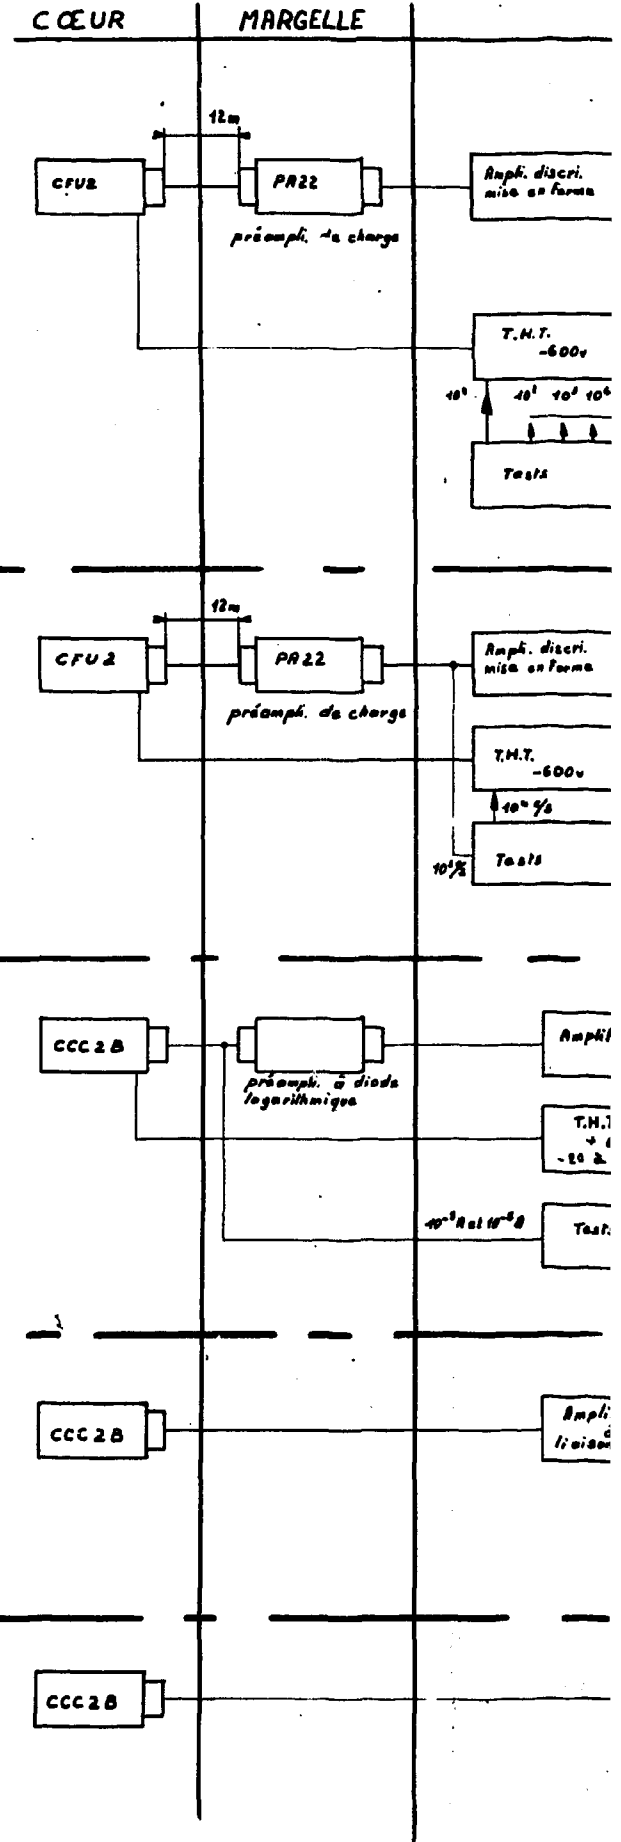 CŒUR MARGELLE
12m
CFU2
PA22
Ampli. discri.
mise en forme
préampli. de charge
T.H.T.
-600v
Tests
12m
CFU2
PA22
Ampli. discri.
mise en forme
préampli. de charge
T.H.T.
-600v
Tests
CCC2B
Amplif
préampli. à diode
logarithmique
T.H.T
Tests
CCC2B
Ampli
liaison
CCC2B